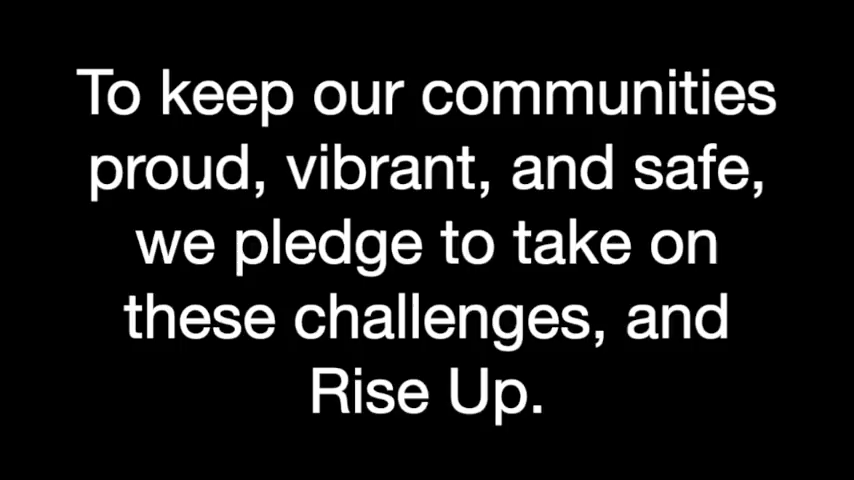 To keep our communities
proud, vibrant, and safe,
we pledge to take on
these challenges, and
Rise Up.